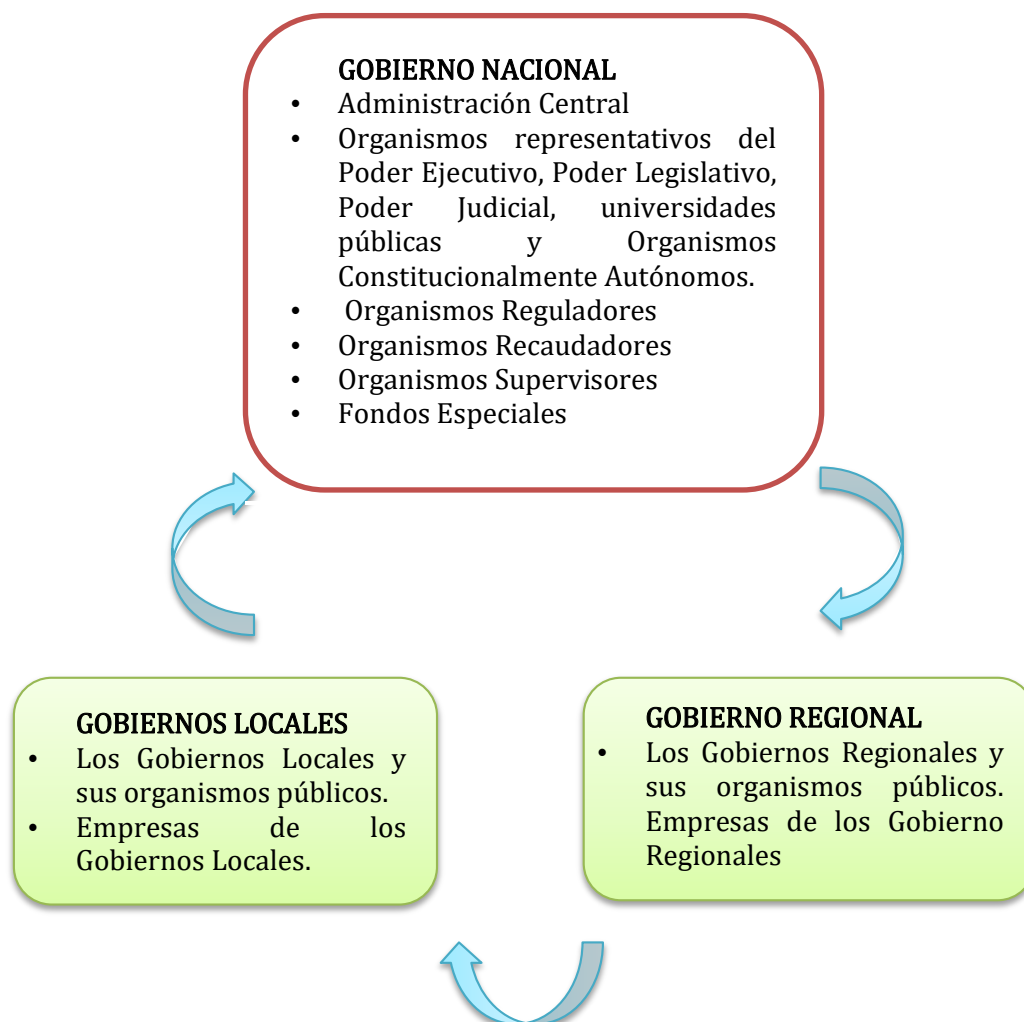 GOBIERNO NACIONAL
• Administración Central
• Organismos representativos del
Poder Ejecutivo, Poder Legislativo,
Poder Judicial, universidades
públicas y Organismos
Constitucionalmente Autónomos.
• Organismos Reguladores
• Organismos Recaudadores
• Organismos Supervisores
• Fondos Especiales
GOBIERNOS LOCALES
• Los Gobiernos Locales y
sus organismos públicos.
• Empresas de los
Gobiernos Locales.
GOBIERNO REGIONAL
• Los Gobiernos Regionales y
sus organismos públicos.
Empresas de los Gobierno
Regionales